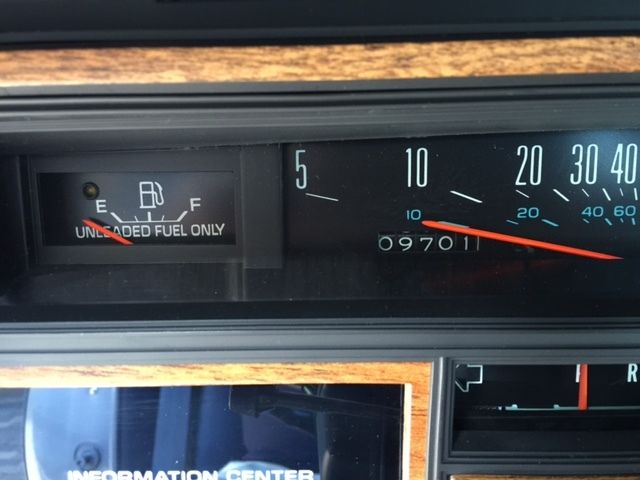 5 10 20 30 40
E F 10 20 40 60
UNLEADED FUEL ONLY 09701
P R
INFORMATION CENTER